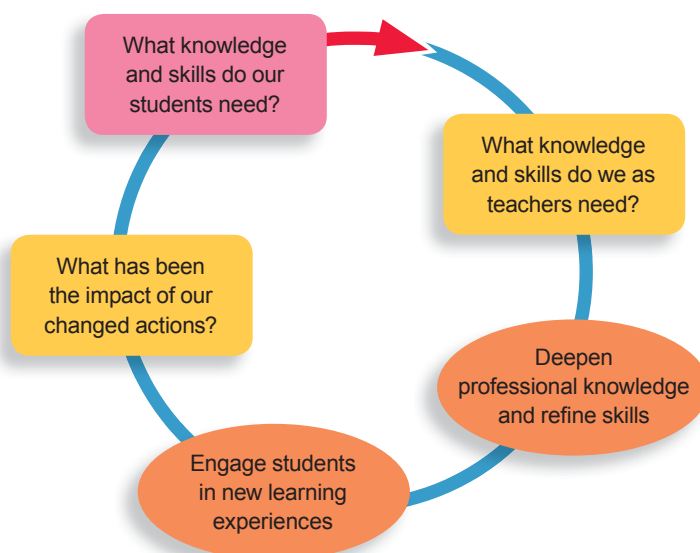 What knowledge
and skills do our
students need?
What knowledge
and skills do we as
teachers need?
Deepen
professional knowledge
and refine skills
Engage students
in new learning
experiences
What has been
the impact of our
changed actions?